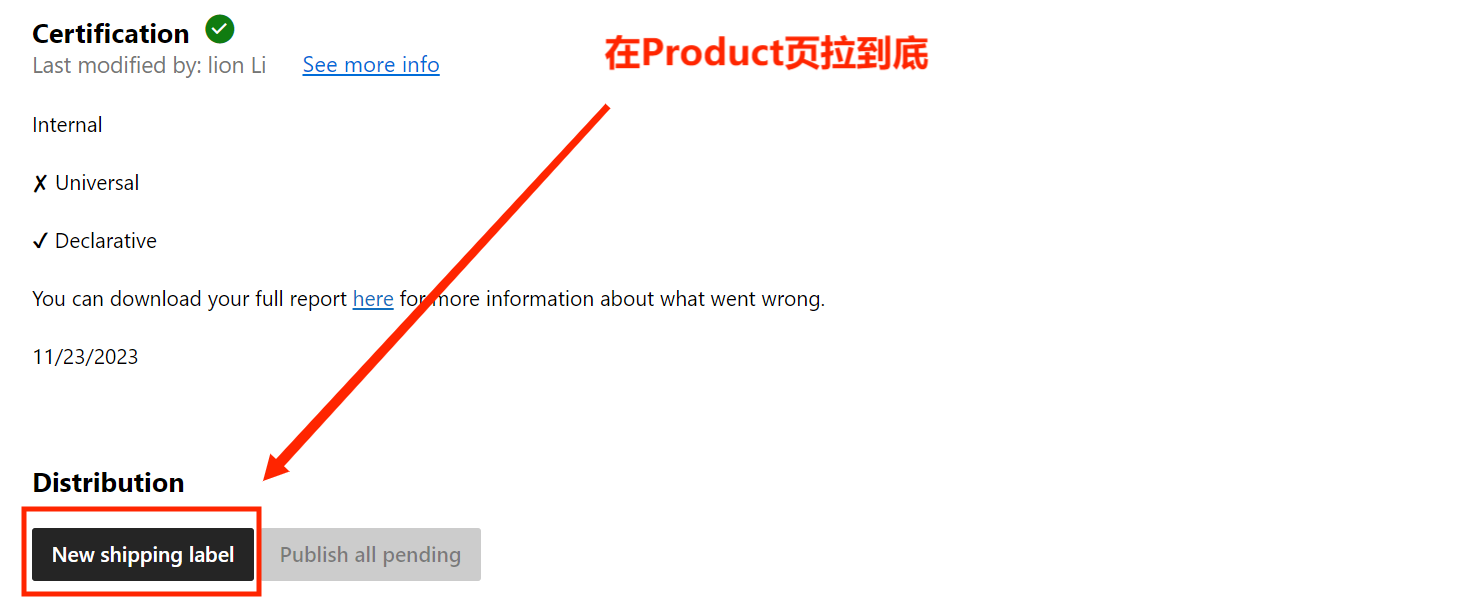 Certification
在Product页拉到底
Last modified by: lion Li See more info
Internal
✗ Universal
✓ Declarative
You can download your full report here for more information about what went wrong.
11/23/2023
Distribution
New shipping label Publish all pending